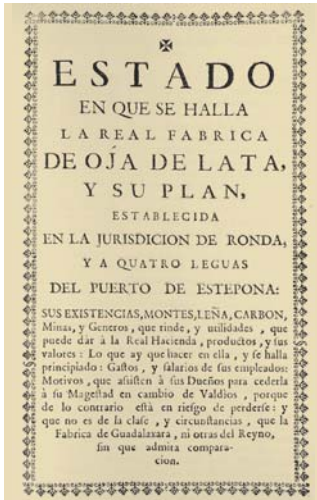 ESTADO
EN QUE SE HALLA
LA REAL FABRICA
DE OJA DE LATA,
Y SU PLAN,
ESTABLECIDA
EN LA JURISDICION DE RONDA,
Y A QUATRO LEGUAS
DEL PUERTO DE ESTEPONA:
SUS EXISTENCIAS, MONTES, LEÑA, CARBON,
Minas, y Generos, que rinde, y utilidades, que
puede dár à la Real Hacienda, productos, y sus
valores: Lo que ay que hacer en ella, y se halla
principiado: Gastos, y salarios de sus empleados:
Motivos, que asisten à sus Dueños para cederla
à su Magestad en cambio de Valdios, porque
de lo contrario està en riesgo de perderse: y
que no es de la clase, y circunstancias, que la
Fabrica de Guadalaxara, ni otras del Reyno,
sin que admita compara-
cion.